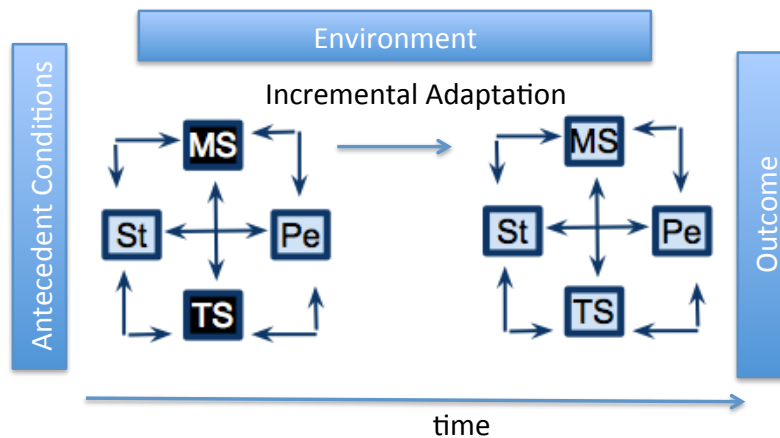 Environment
Antecedent Conditions
Incremental Adaptation
MS
St
Pe
TS
MS
St
Pe
TS
Outcome
time